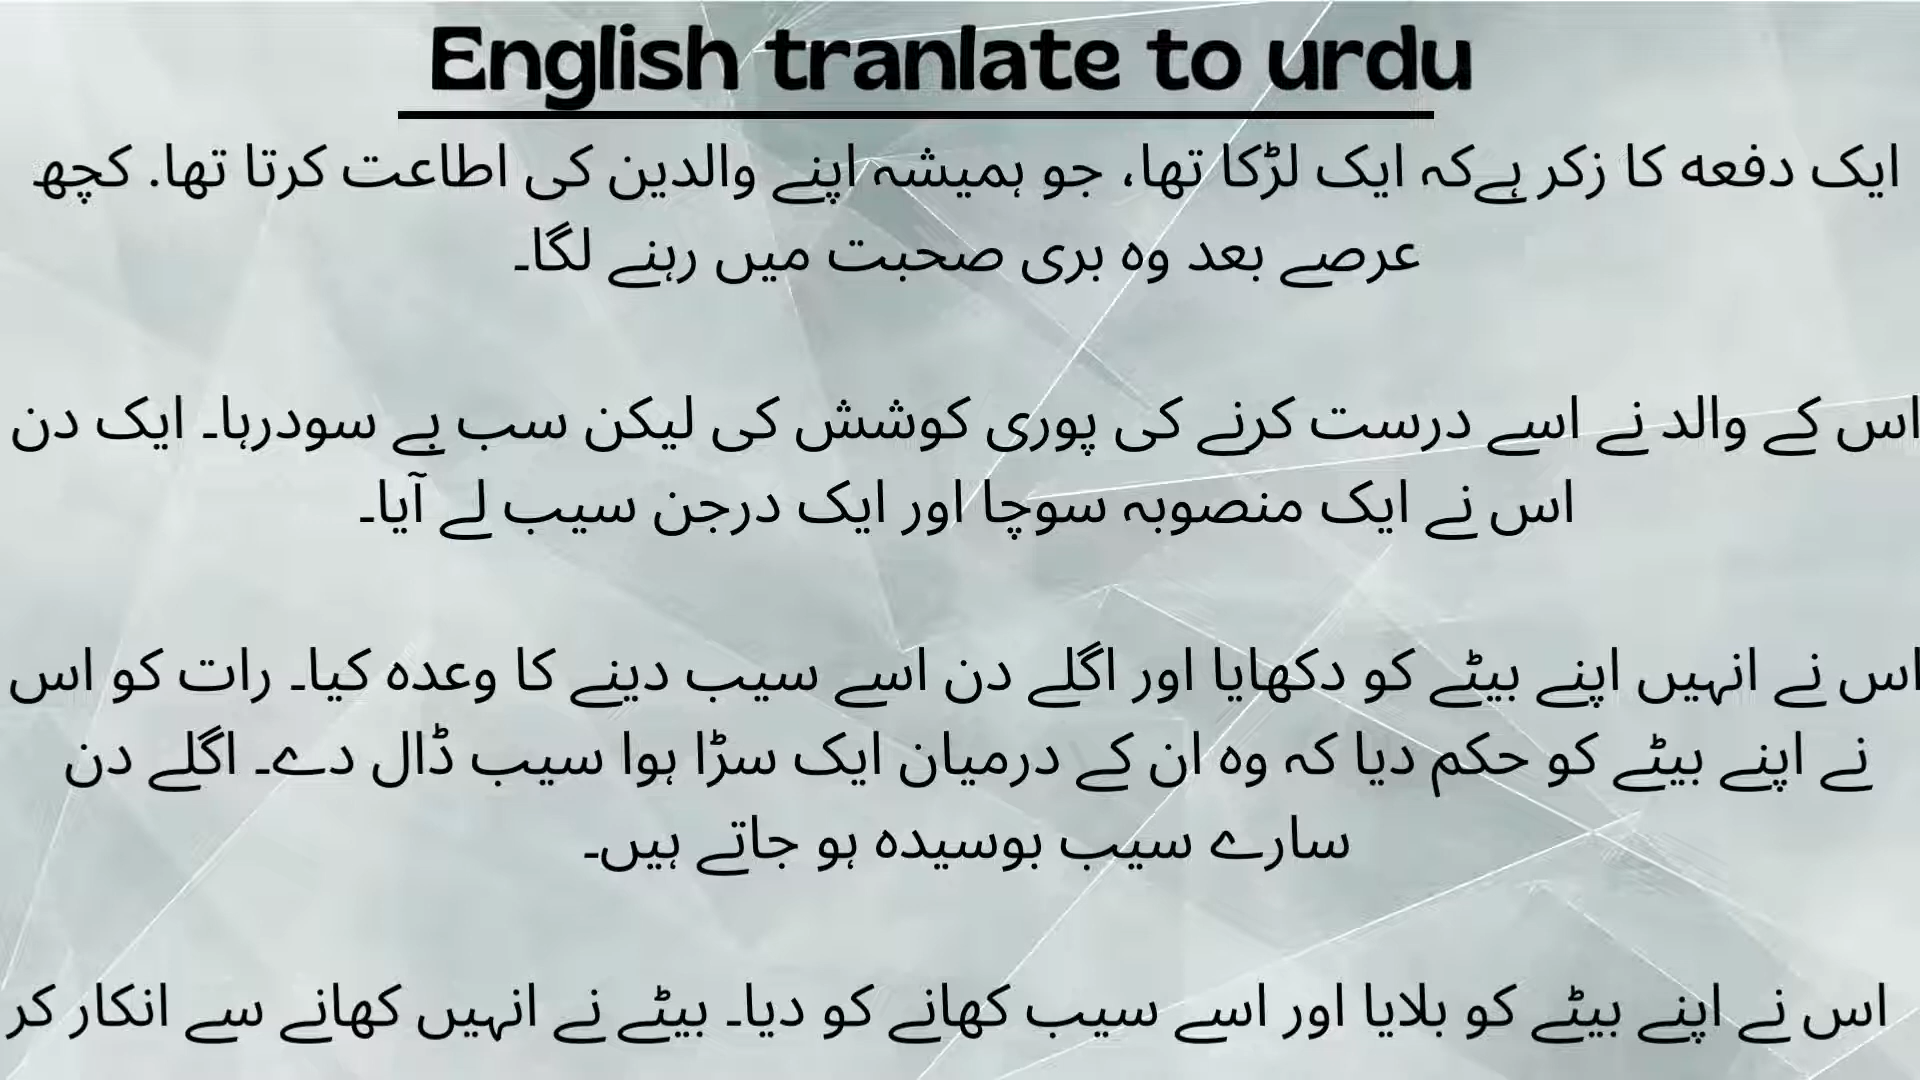 English tranlate to urdu
ایک دفعه کا زکر ہےکہ ایک لڑکا تھا، جو ہمیشہ اپنے والدین کی اطاعت کرتا تھا. کچھ
عرصے بعد وہ بری صحبت میں رہنے لگا۔
اس کے والد نے اسے درست کرنے کی پوری کوشش کی لیکن سب بے سودرہا۔ ایک دن
اس نے ایک منصوبہ سوچا اور ایک درجن سیب لے آیا۔
اس نے انہیں اپنے بیٹے کو دکھایا اور اگلے دن اسے سیب دینے کا وعدہ کیا۔ رات کو اس
نے اپنے بیٹے کو حکم دیا کہ وہ ان کے درمیان ایک سڑا ہوا سیب ڈال دے۔ اگلے دن
سارے سیب بوسیدہ ہو جاتے ہیں۔
اس نے اپنے بیٹے کو بلایا اور اسے سیب کھانے کو دیا۔ بیٹے نے انہیں کھانے سے انکار کر